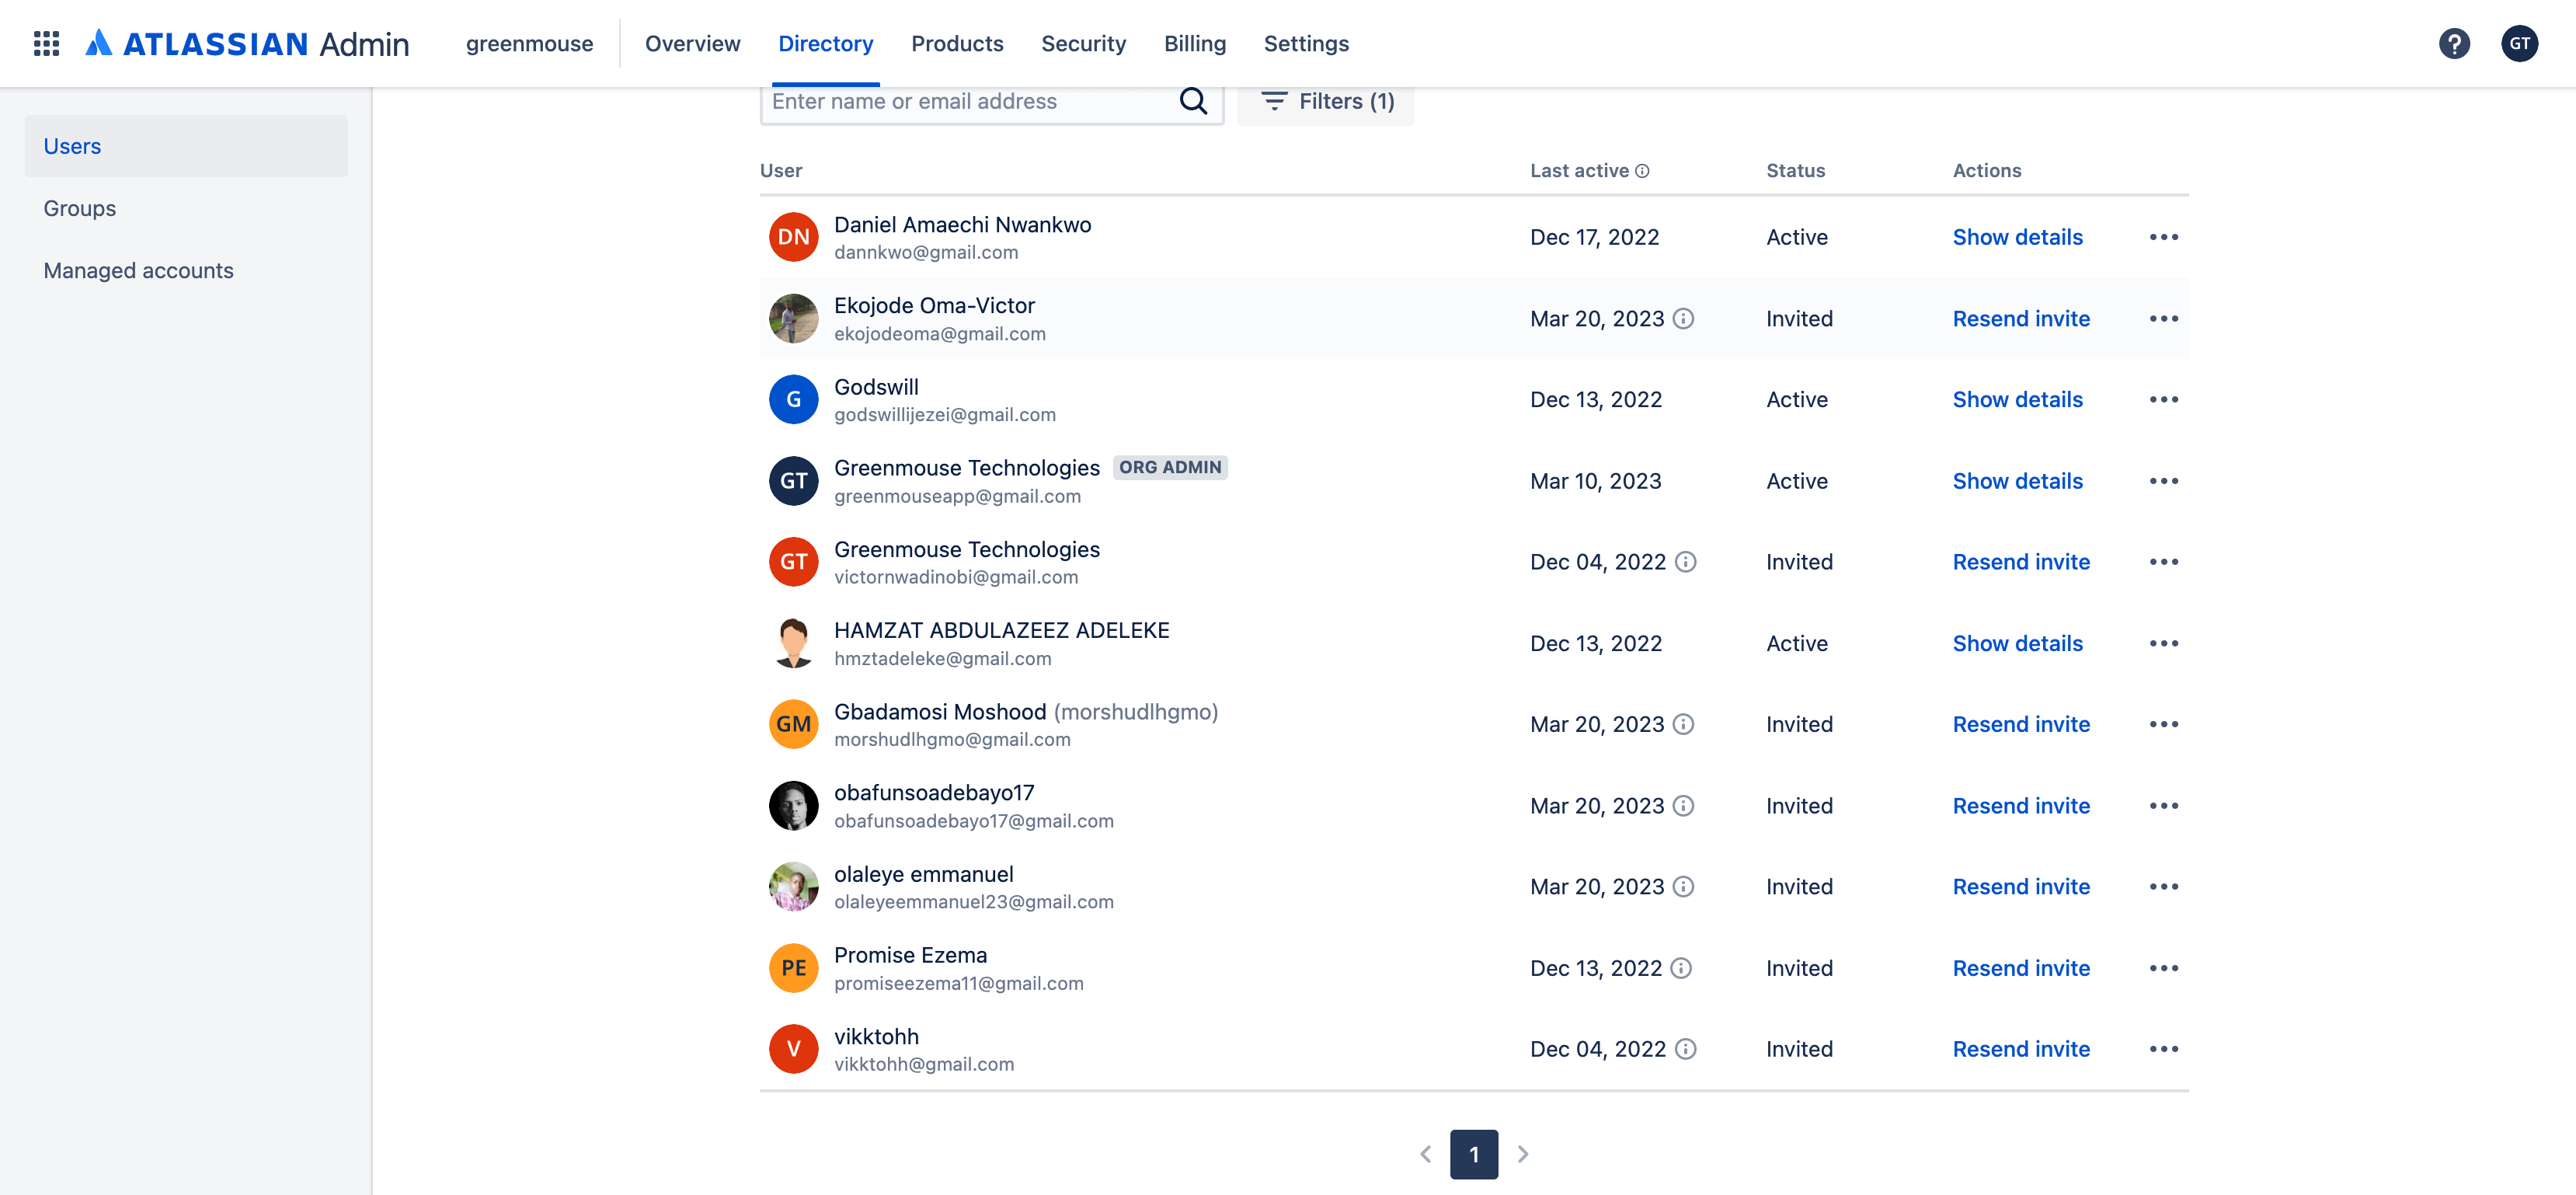 ATLASSIAN Admin greenmouse Overview Directory Products Security Billing Settings ? GT
Users
Groups
Managed accounts
Enter name or email address Filters (1)
User Last active Status Actions
DN Daniel Amaechi Nwankwo Dec 17, 2022 Active Show details
dannkwo@gmail.com
Ekojode Oma-Victor Mar 20, 2023 Invited Resend invite
ekojodeoma@gmail.com
G Godswill Dec 13, 2022 Active Show details
godswillijezei@gmail.com
GT Greenmouse Technologies ORG ADMIN Mar 10, 2023 Active Show details
greenmouseapp@gmail.com
GT Greenmouse Technologies Dec 04, 2022 Invited Resend invite
victornwadinobi@gmail.com
HAMZAT ABDULAZEEZ ADELEKE Dec 13, 2022 Active Show details
hmztadeleke@gmail.com
GM Gbadamosi Moshood (morshudlhgmo) Mar 20, 2023 Invited Resend invite
morshudlhgmo@gmail.com
obafunsoadebayo17 Mar 20, 2023 Invited Resend invite
obafunsoadebayo17@gmail.com
olaleye emmanuel Mar 20, 2023 Invited Resend invite
olaleyeemmanuel23@gmail.com
PE Promise Ezema Dec 13, 2022 Invited Resend invite
promiseezema11@gmail.com
V vikktohh Dec 04, 2022 Invited Resend invite
vikktohh@gmail.com
1